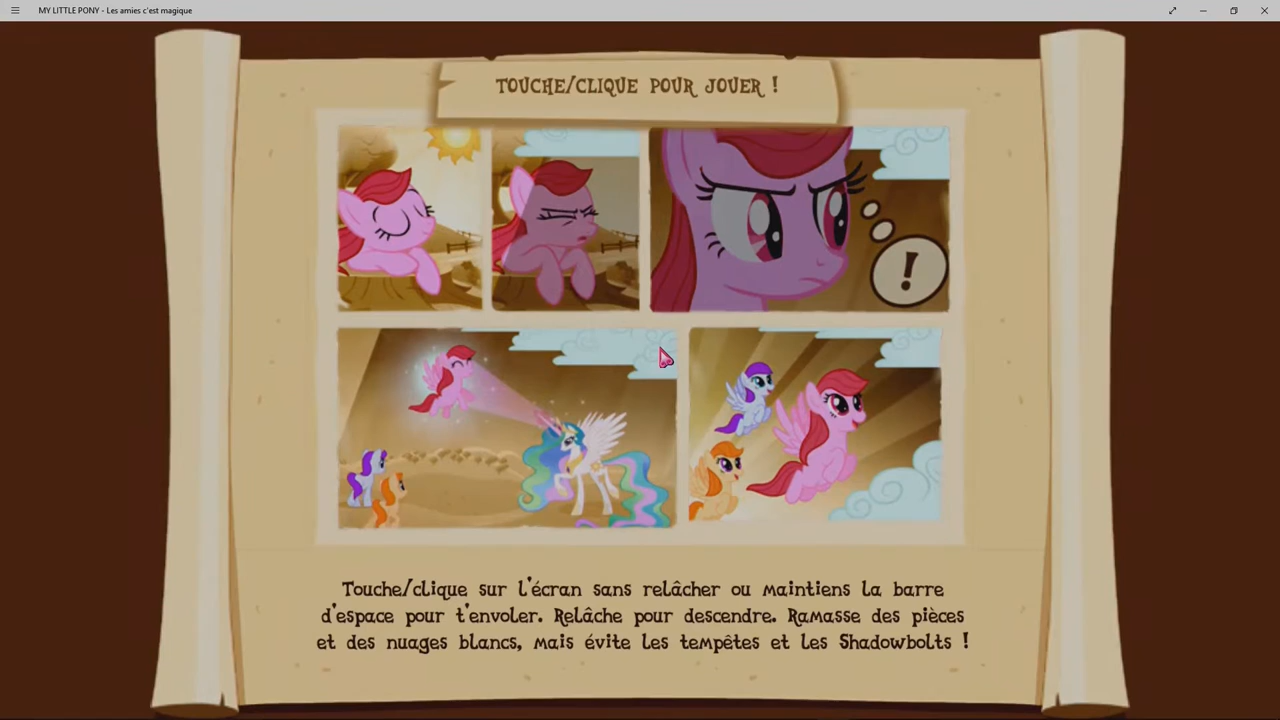 MY LITTLE PONY - Les amies c'est magique
TOUCHE/CLIQUE POUR JOUER !
!
Touche/clique sur l'écran sans relâcher ou maintiens la barre
d'espace pour t'envoler. Relâche pour descendre. Ramasse des pièces
et des nuages blancs, mais évite les tempêtes et les Shadowbolts !